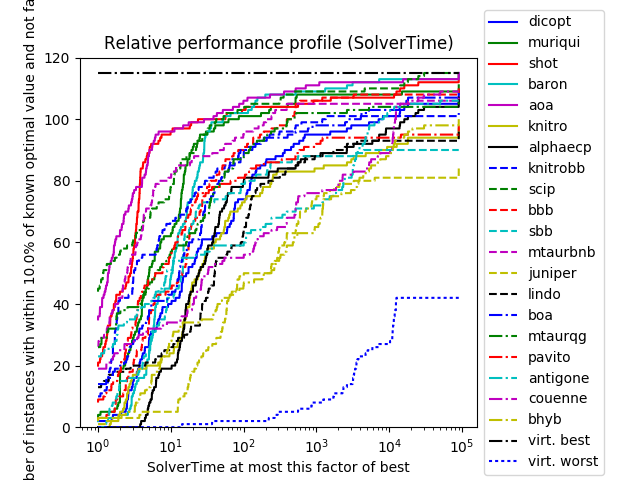 Relative performance profile (SolverTime)
of instances with within 10.0% of known optimal value and not
120
100
80
60
40
20
0
10^0
10^1
10^2
10^3
10^4
10^5
SolverTime at most this factor of best
dicopt
muriqui
shot
baron
aoa
knitro
alphaecp
knitrobb
scip
bbb
sbb
mtaurbnb
juniper
lindo
boa
mtaurqg
pavito
antigone
couenne
bhyb
virt. best
virt. worst